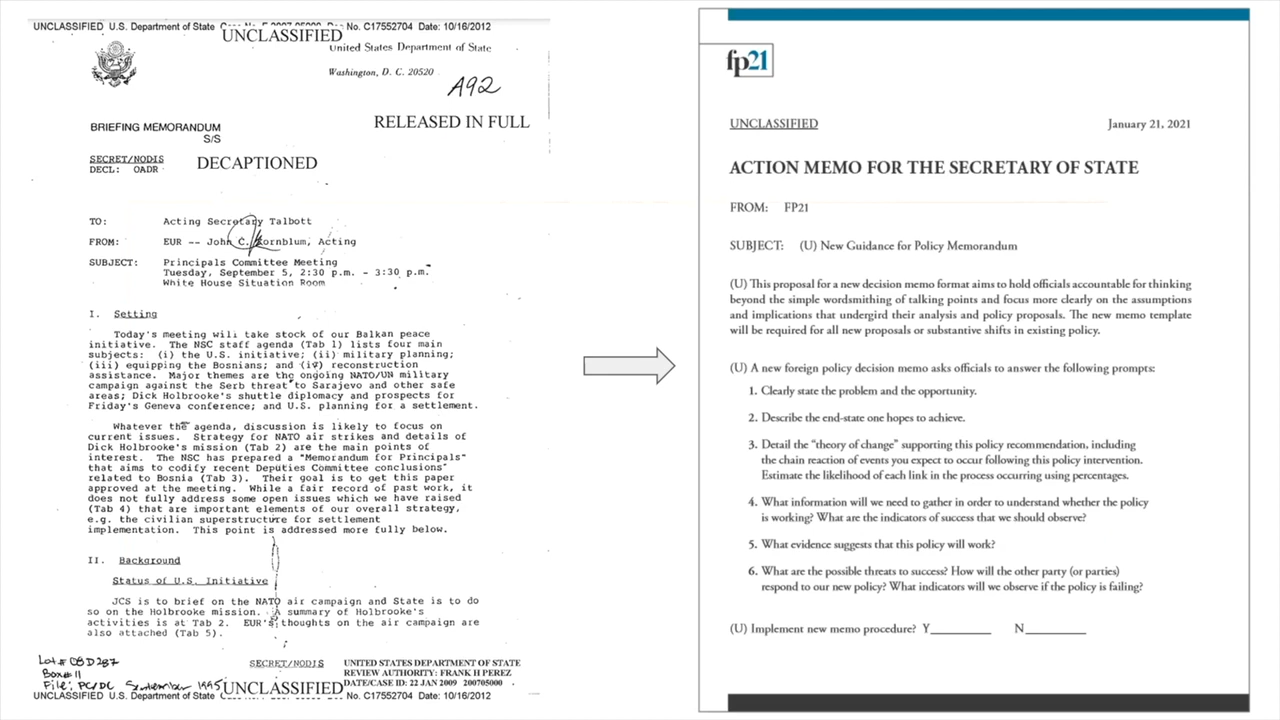 UNCLASSIFIED U.S. Department of State Case No. F-2007-05000 Doc No. C17552704 Date: 10/16/2012
UNCLASSIFIED
United States Department of State
Washington, D. C. 20520
A92
BRIEFING MEMORANDUM
S/S
RELEASED IN FULL
SECRET/NODIS
DECL: OADR
DECAPTIONED
TO: Acting Secretary Talbott
FROM: EUR -- John C. Kornblum, Acting
SUBJECT: Principals Committee Meeting
Tuesday, September 5, 2:30 p.m. - 3:30 p.m.
White House Situation Room
I. Setting
Today's meeting will take stock of our Balkan peace
initiative. The NSC staff agenda (Tab 1) lists four main
subjects: (i) the U.S. initiative; (ii) military planning;
(iii) equipping the Bosnians; and (iv) reconstruction
assistance. Major themes are the ongoing NATO/UN military
campaign against the Serb threat to Sarajevo and other safe
areas; Dick Holbrooke's shuttle diplomacy and prospects for
Friday's Geneva conference; and U.S. planning for a settlement.
Whatever the agenda, discussion is likely to focus on
current issues. Strategy for NATO air strikes and details of
Dick Holbrooke's mission (Tab 2) are the main points of
interest. The NSC has prepared a "Memorandum for Principals"
that aims to codify recent Deputies Committee conclusions
related to Bosnia (Tab 3). Their goal is to get this paper
approved at the meeting. While a fair record of past work, it
does not fully address some open issues which we have raised
(Tab 4) that are important elements of our overall strategy,
e.g. the civilian superstructure for settlement
implementation. This point is addressed more fully below.
II. Background
Status of U.S. Initiative
JCS is to brief on the NATO air campaign and State is to do
so on the Holbrooke mission. A summary of Holbrooke's
activities is at Tab 2. EUR's thoughts on the air campaign are
also attached (Tab 5).
Lot # 08D287
Box # 11
File: PC/DC September 1995
SECRET/NODIS
UNCLASSIFIED
UNITED STATES DEPARTMENT OF STATE
REVIEW AUTHORITY: FRANK H PEREZ
DATE/CASE ID: 22 JAN 2009 200705000
UNCLASSIFIED U.S. Department of State Doc No. C17552704 Date: 10/16/2012
fp21
UNCLASSIFIED January 21, 2021
ACTION MEMO FOR THE SECRETARY OF STATE
FROM: FP21
SUBJECT: (U) New Guidance for Policy Memorandum
(U) This proposal for a new decision memo format aims to hold officials accountable for thinking
beyond the simple wordsmithing of talking points and focus more clearly on the assumptions
and implications that undergird their analysis and policy proposals. The new memo template
will be required for all new proposals or substantive shifts in existing policy.
(U) A new foreign policy decision memo asks officials to answer the following prompts:
1. Clearly state the problem and the opportunity.
2. Describe the end-state one hopes to achieve.
3. Detail the “theory of change” supporting this policy recommendation, including
the chain reaction of events you expect to occur following this policy intervention.
Estimate the likelihood of each link in the process occurring using percentages.
4. What information will we need to gather in order to understand whether the policy
is working? What are the indicators of success that we should observe?
5. What evidence suggests that this policy will work?
6. What are the possible threats to success? How will the other party (or parties)
respond to our new policy? What indicators will we observe if the policy is failing?
(U) Implement new memo procedure? Y__________ N__________